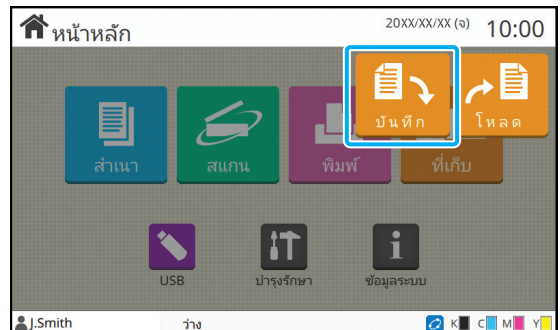 หน้าหลัก
20XX/XX/XX (จ) 10:00
บันทึก โหลด
สำเนา สแกน พิมพ์ ที่เก็บ
USB บำรุงรักษา ข้อมูลระบบ
J.Smith ว่าง K C M Y